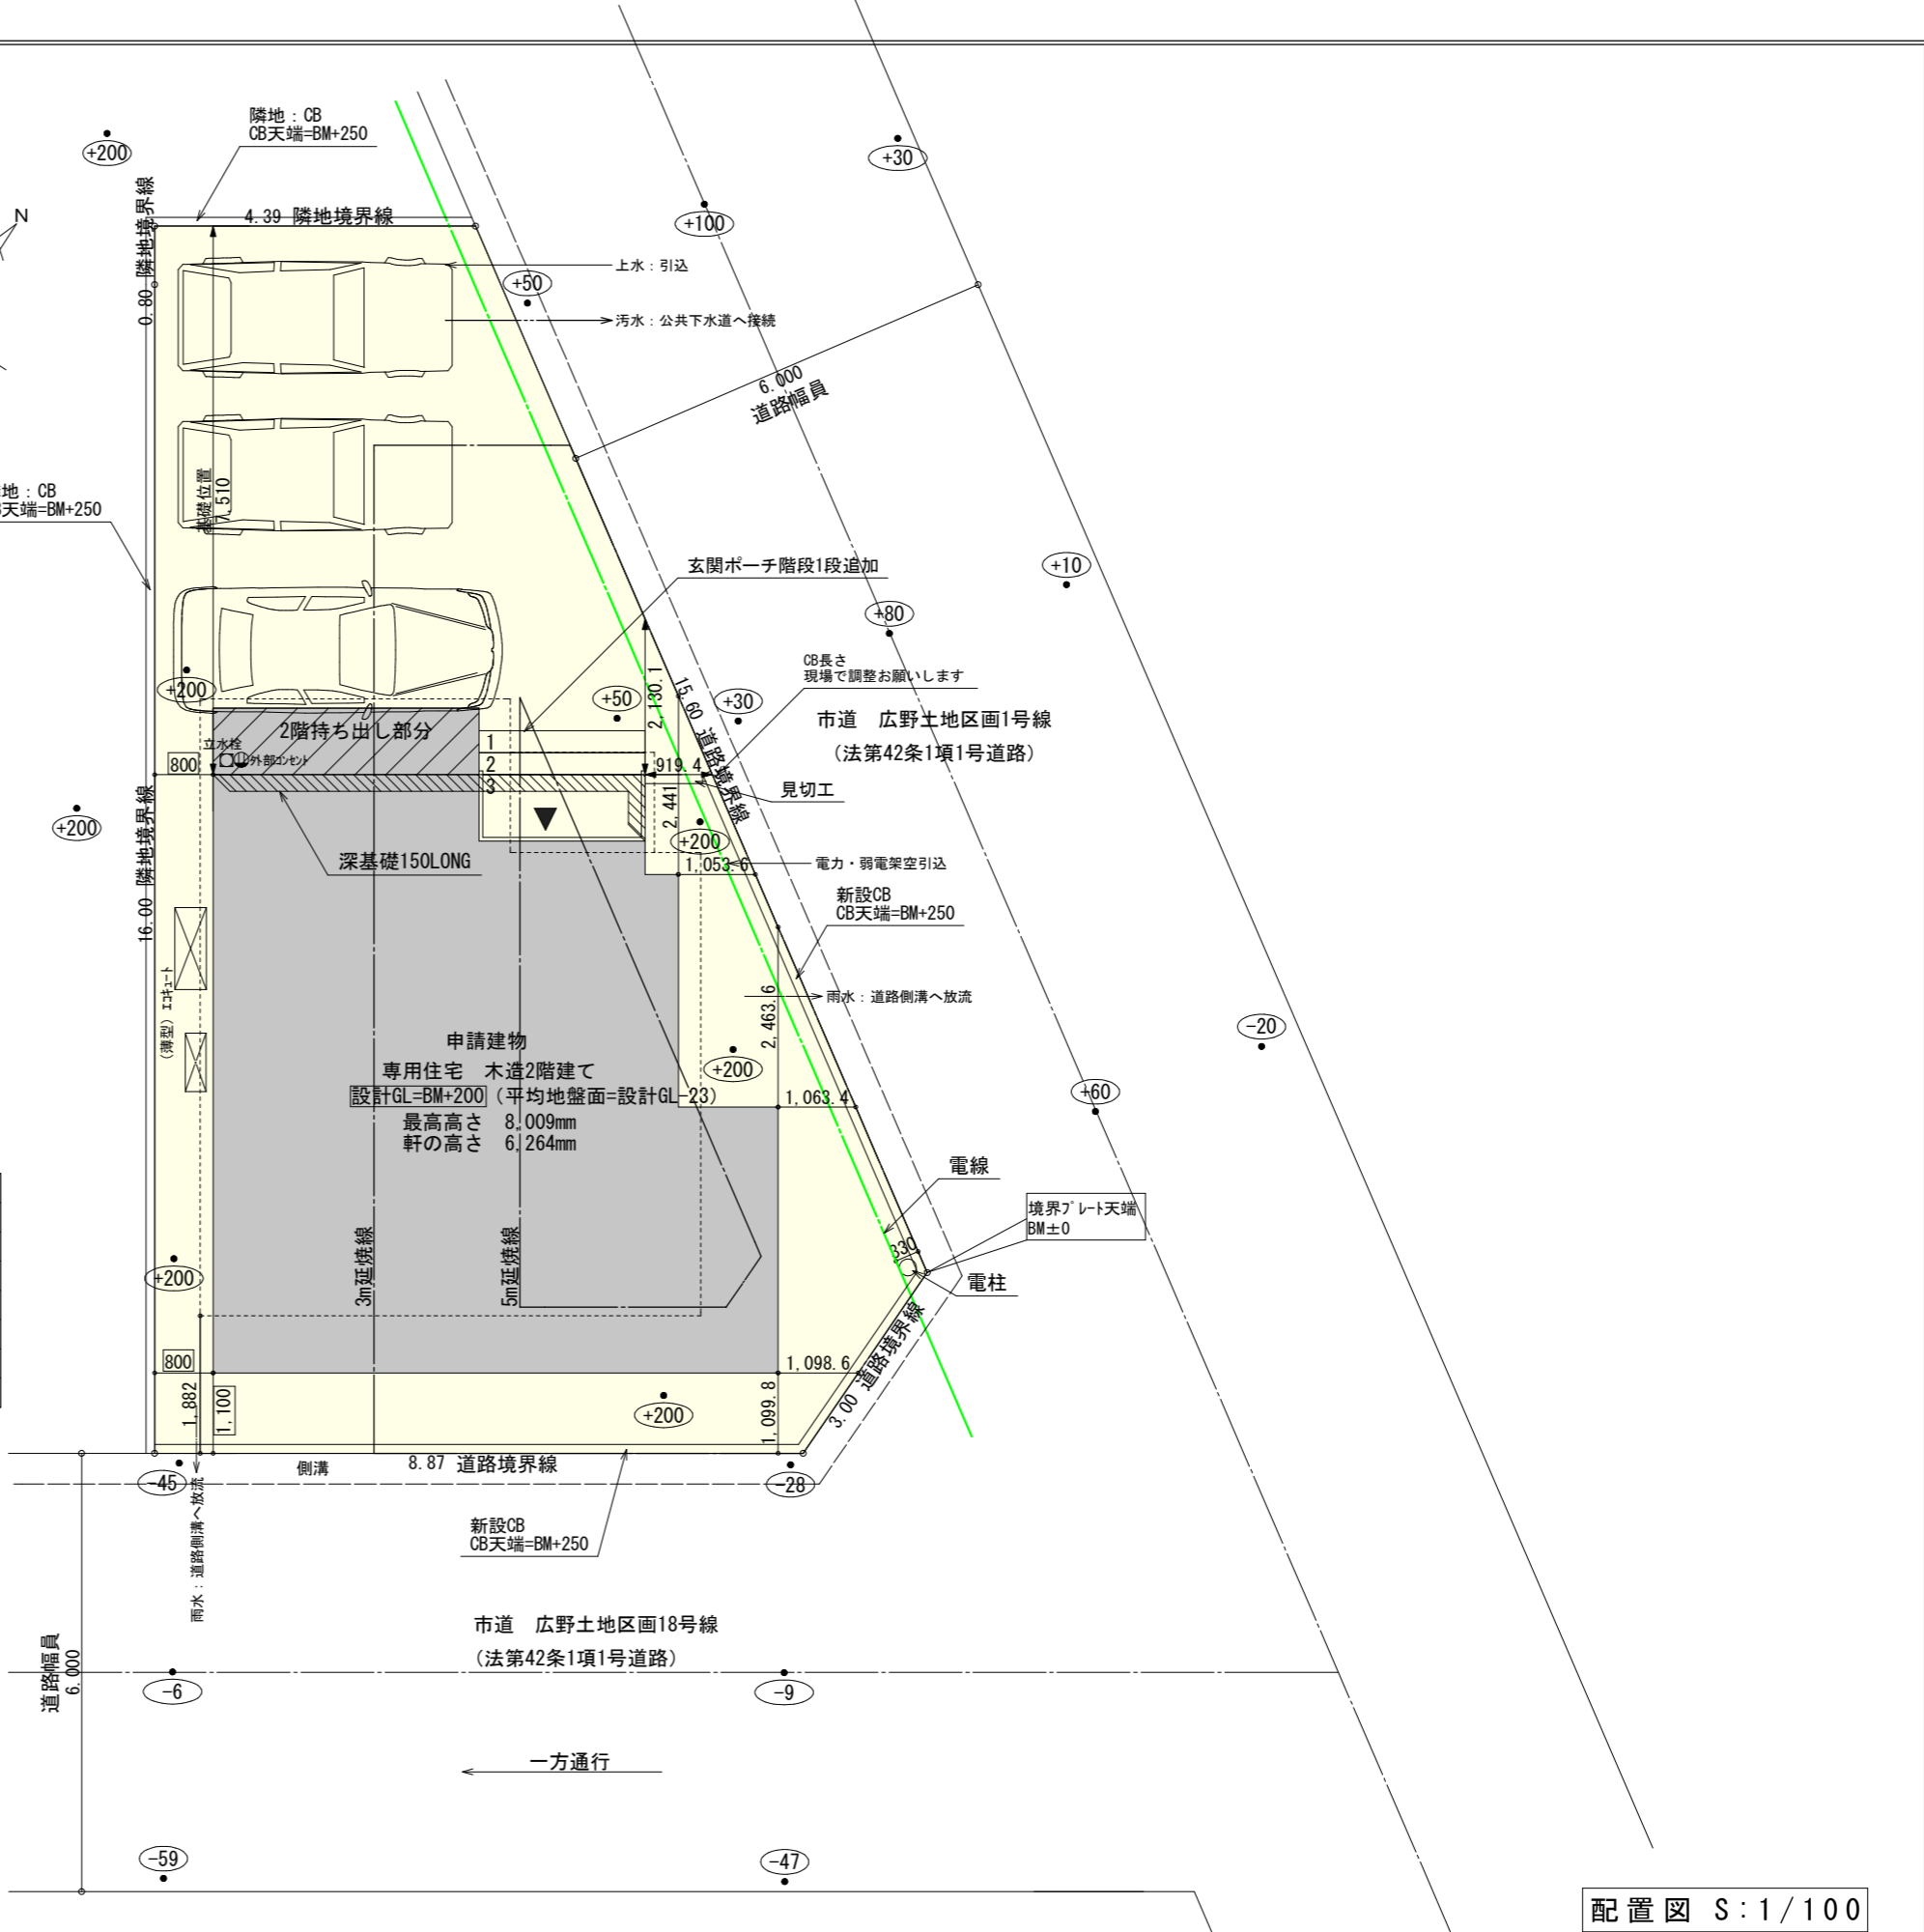 隣地：CB
CB天端=BM+250
+200
+30
N
4.39 隣地境界線
+100
0.80 隣地境界線
上水：引込
+50
汚水：公共下水道へ接続
6.000
道路幅員
地：CB
天端=BM+250
基礎位置
7,510
玄関ポーチ階段1段追加
+10
+80
CB長さ
現場で調整お願いします
+200
+50
2,130.1
15.60 道路境界線
+30
市道　広野土地区画1号線
（法第42条1項1号道路）
2階持ち出し部分
立水栓
外部コンセント
1
2
3
800
919.4
見切工
2,441
+200
+200
16.00 隣地境界線
深基礎150LONG
1,053.6
電力・弱電架空引込
新設CB
CB天端=BM+250
（薄型）エコキュート
雨水：道路側溝へ放流
2,463.6
-20
申請建物
専用住宅　木造2階建て
設計GL=BM+200（平均地盤面=設計GL-23）
最高高さ　8,009mm
軒の高さ　6,264mm
+200
1,063.4
+60
電線
境界プレート天端
BM±0
330
電柱
+200
3m延焼線
5m延焼線
800
1,098.6
3.00 道路境界線
1,882
1,100
+200
1,099.8
側溝
8.87 道路境界線
-45
-28
雨水：道路側溝へ放流
新設CB
CB天端=BM+250
市道　広野土地区画18号線
（法第42条1項1号道路）
道路幅員
6.000
-6
-9
一方通行
-59
-47
配置図　S:1/100